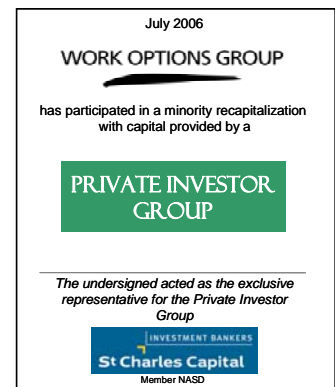 July 2006
WORK OPTIONS GROUP
has participated in a minority recapitalization
with capital provided by a
PRIVATE INVESTOR
GROUP
The undersigned acted as the exclusive
representative for the Private Investor
Group
INVESTMENT BANKERS
St Charles Capital
Member NASD